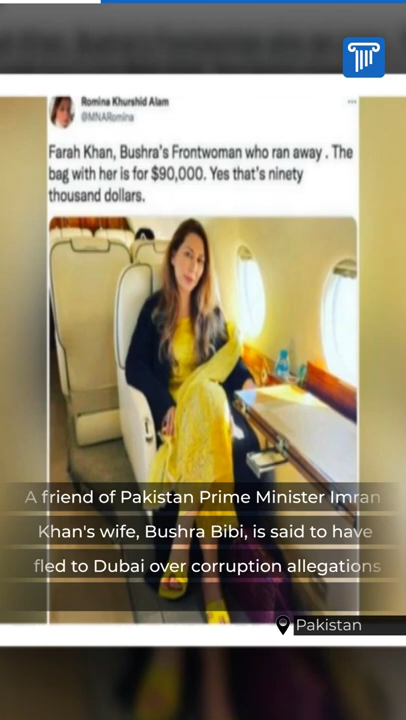 Romina Khurshid Alam
@MNARomina
Farah Khan, Bushra's Frontwoman who ran away . The
bag with her is for $90,000. Yes that's ninety
thousand dollars.
A friend of Pakistan Prime Minister Imran
Khan's wife, Bushra Bibi, is said to have
fled to Dubai over corruption allegations
Pakistan